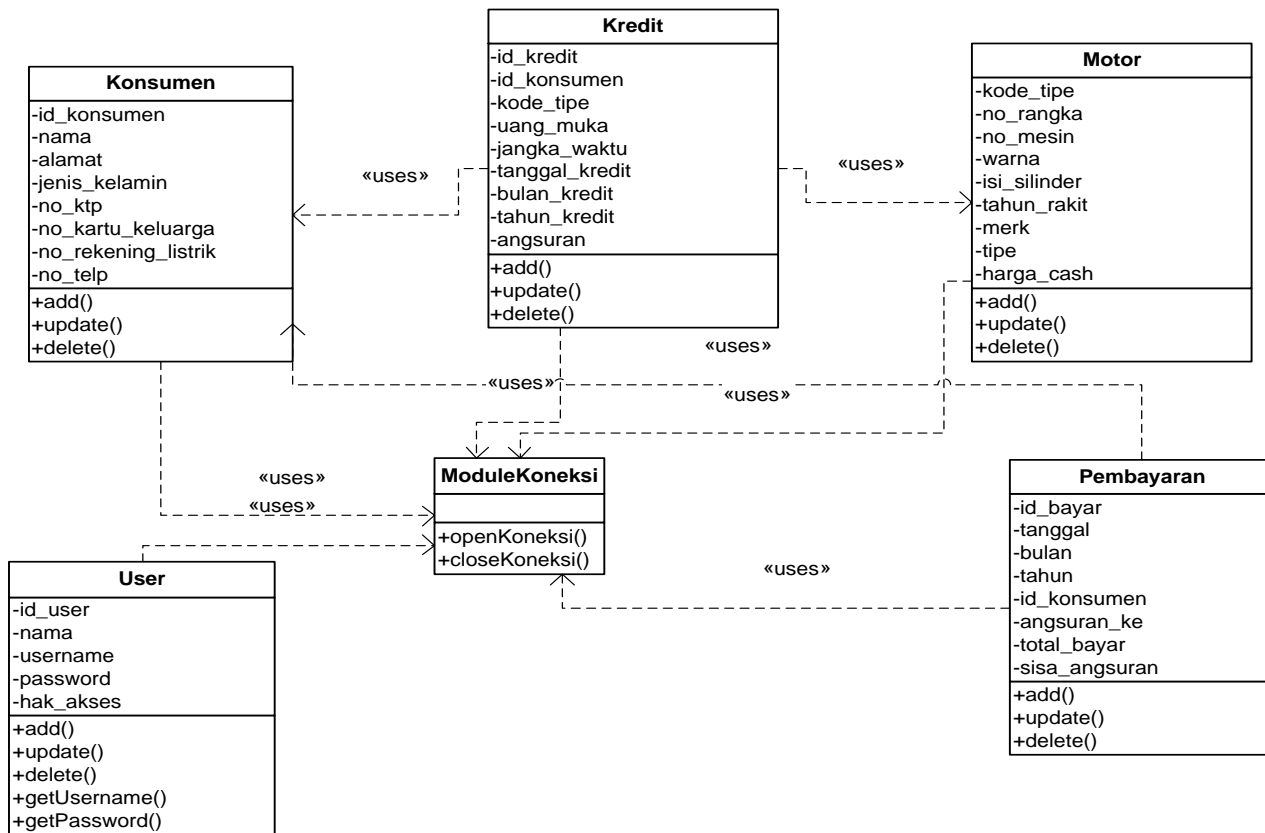 Kredit
-id_kredit
-id_konsumen
-kode_tipe
-uang_muka
-jangka_waktu
-tanggal_kredit
-bulan_kredit
-tahun_kredit
-angsuran
+add()
+update()
+delete()
Konsumen
-id_konsumen
-nama
-alamat
-jenis_kelamin
-no_ktp
-no_kartu_keluarga
-no_rekening_listrik
-no_telp
+add()
+update()
+delete()
Motor
-kode_tipe
-no_rangka
-no_mesin
-warna
-isi_silinder
-tahun_rakit
-merk
-tipe
-harga_cash
+add()
+update()
+delete()
«uses»
«uses»
«uses»
«uses»
«uses»
«uses»
«uses»
«uses»
ModuleKoneksi
+openKoneksi()
+closeKoneksi()
User
-id_user
-nama
-username
-password
-hak_akses
+add()
+update()
+delete()
+getUsername()
+getPassword()
Pembayaran
-id_bayar
-tanggal
-bulan
-tahun
-id_konsumen
-angsuran_ke
-total_bayar
-sisa_angsuran
+add()
+update()
+delete()